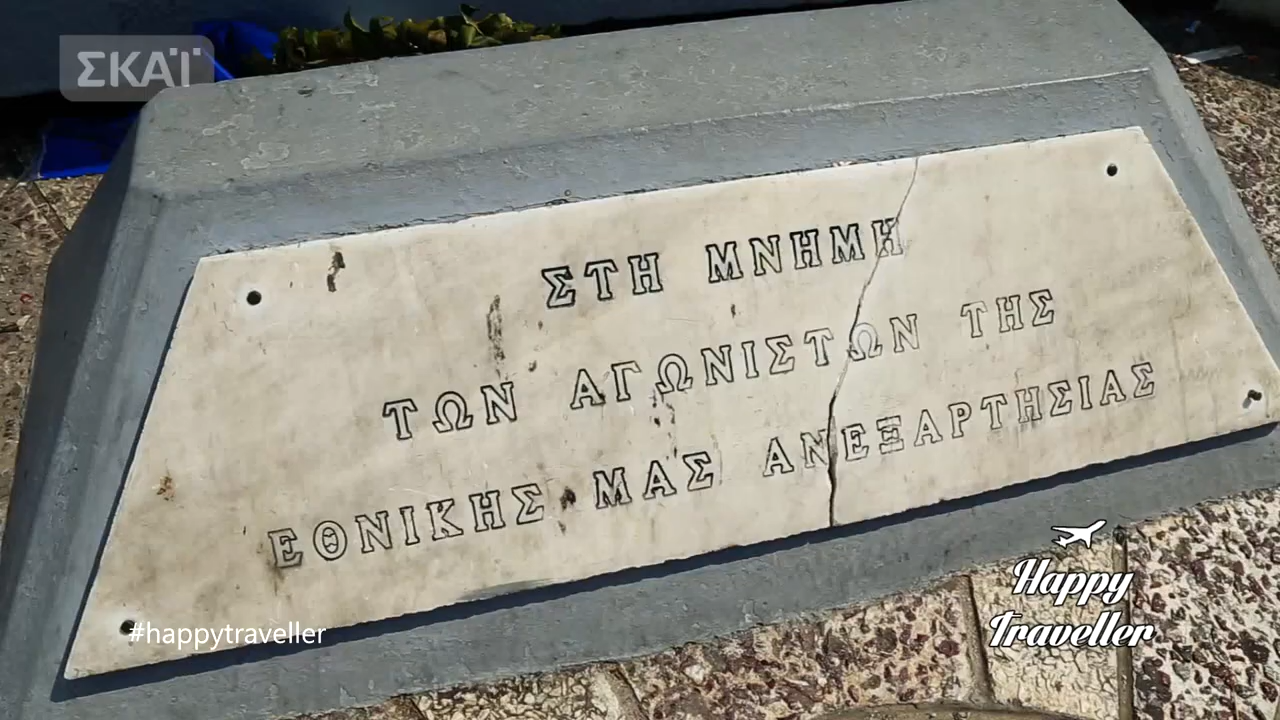 ΣΚΑΪ
ΣΤΗ ΜΝΗΜΗ
ΤΩΝ ΑΓΩΝΙΣΤΩΝ ΤΗΣ
ΕΘΝΙΚΗΣ ΜΑΣ ΑΝΕΞΑΡΤΗΣΙΑΣ
#happytraveller
Happy
Traveller